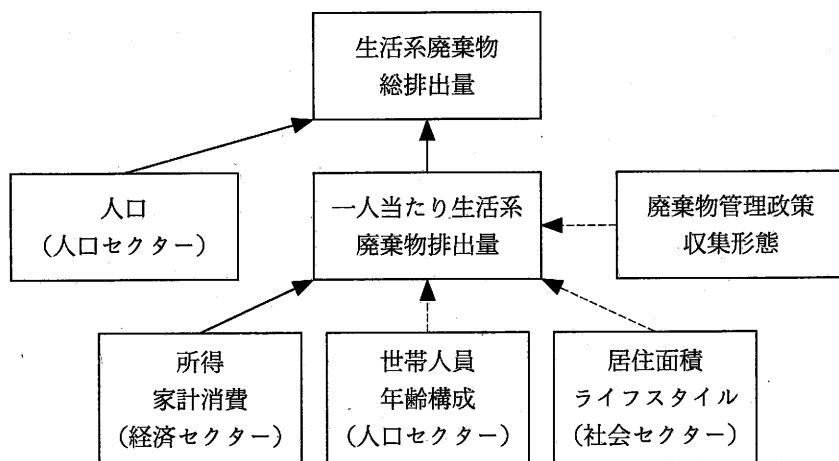 生活系廃棄物
総排出量
人口
（人口セクター）
一人当たり生活系
廃棄物排出量
廃棄物管理政策
収集形態
所得
家計消費
（経済セクター）
世帯人員
年齢構成
（人口セクター）
居住面積
ライフスタイル
（社会セクター）